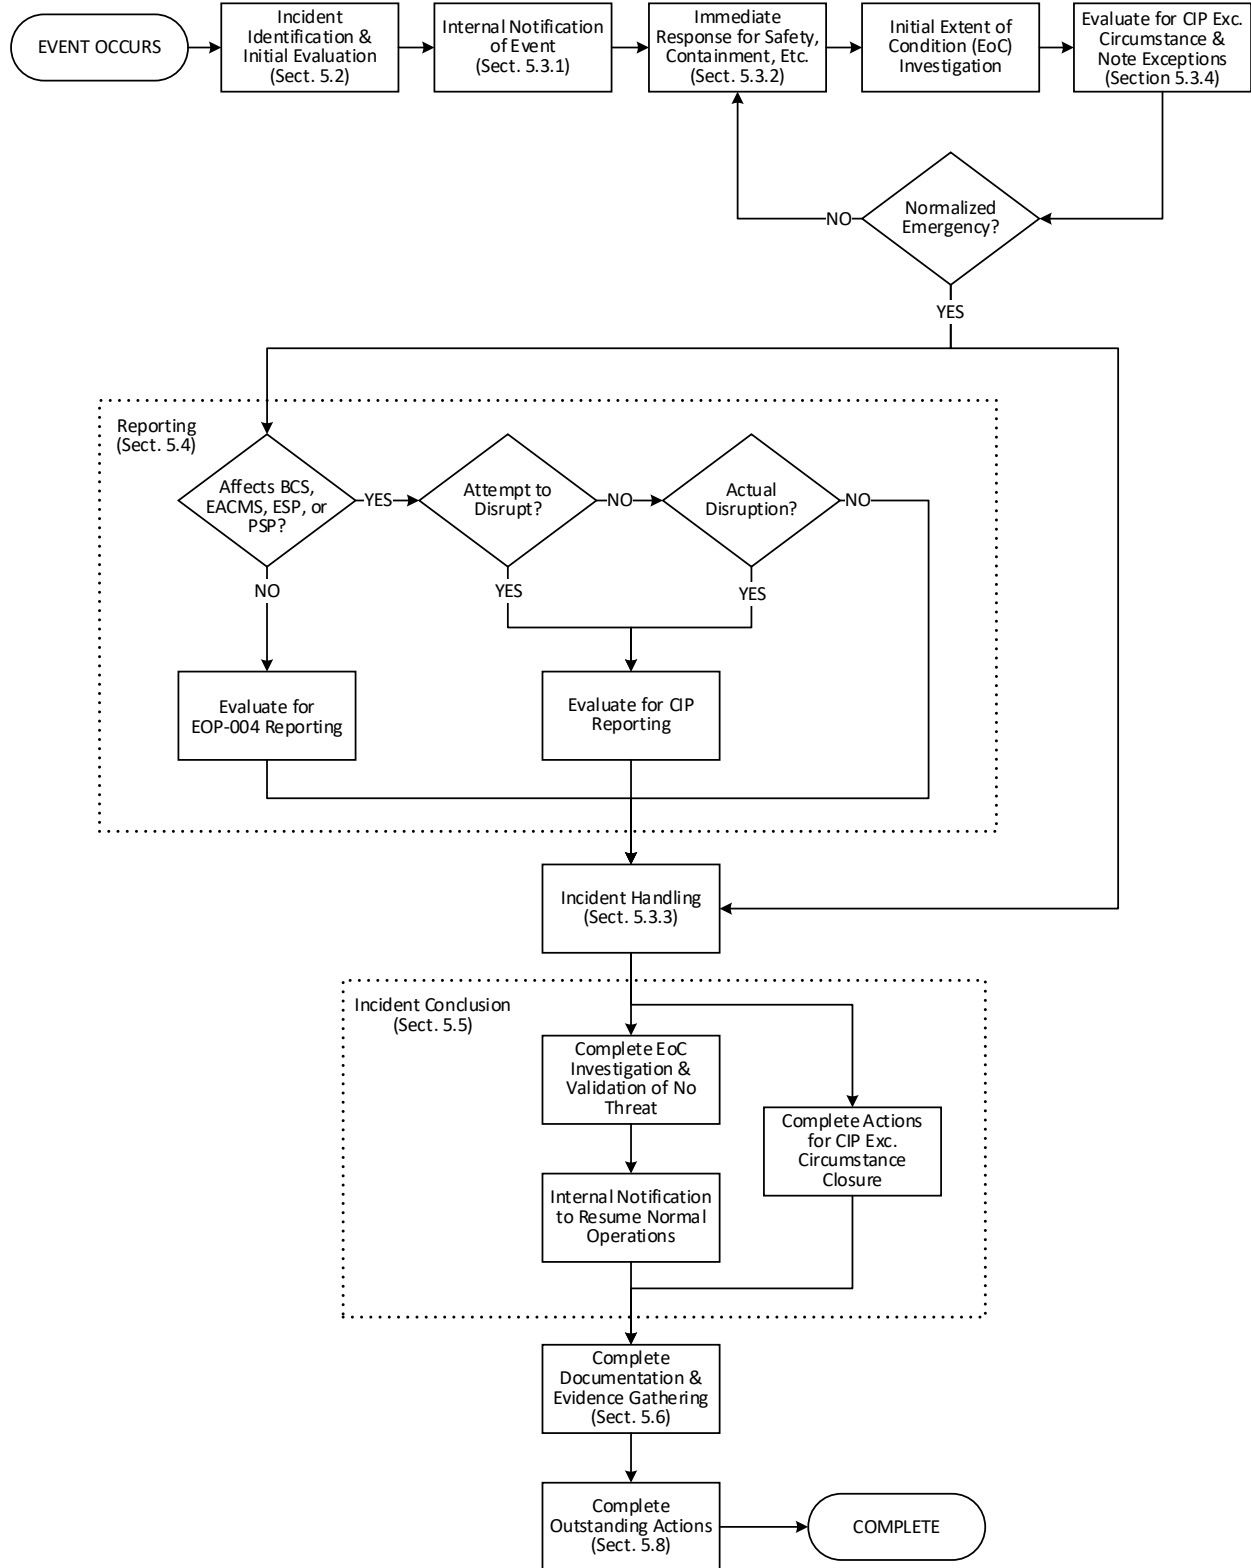 EVENT OCCURS
Incident
Identification &
Initial Evaluation
(Sect. 5.2)
Internal Notification
of Event
(Sect. 5.3.1)
Immediate
Response for Safety,
Containment, Etc.
(Sect. 5.3.2)
Initial Extent of
Condition (EoC)
Investigation
Evaluate for CIP Exc.
Circumstance &
Note Exceptions
(Section 5.3.4)
Normalized
Emergency?
NO
YES
Reporting
(Sect. 5.4)
Affects BCS,
EACMS, ESP, or
PSP?
YES
Attempt to
Disrupt?
NO
Actual
Disruption?
NO
NO
YES
YES
Evaluate for
EOP-004 Reporting
Evaluate for CIP
Reporting
Incident Handling
(Sect. 5.3.3)
Incident Conclusion
(Sect. 5.5)
Complete EoC
Investigation &
Validation of No
Threat
Complete Actions
for CIP Exc.
Circumstance
Closure
Internal Notification
to Resume Normal
Operations
Complete
Documentation &
Evidence Gathering
(Sect. 5.6)
Complete
Outstanding Actions
(Sect. 5.8)
COMPLETE